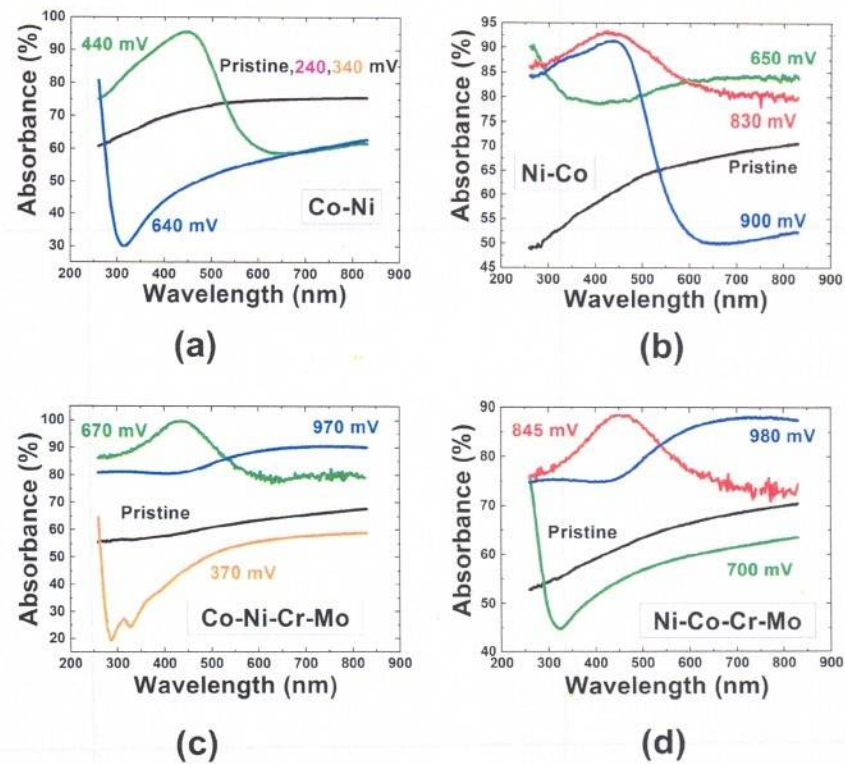 Absorbance (%)
100
90
80
70
60
50
40
30
440 mV
Pristine,240,340 mV
640 mV
Co-Ni
200 300 400 500 600 700 800 900
Wavelength (nm)
(a)
Absorbance (%)
95
90
85
80
75
70
65
60
55
50
45
650 mV
830 mV
Ni-Co
Pristine
900 mV
200 300 400 500 600 700 800 900
Wavelength (nm)
(b)
Absorbance (%)
100
90
80
70
60
50
40
30
20
670 mV
970 mV
Pristine
370 mV
Co-Ni-Cr-Mo
200 300 400 500 600 700 800 900
Wavelength (nm)
(c)
Absorbance (%)
90
80
70
60
50
40
845 mV
980 mV
Pristine
700 mV
Ni-Co-Cr-Mo
200 300 400 500 600 700 800 900
Wavelength (nm)
(d)